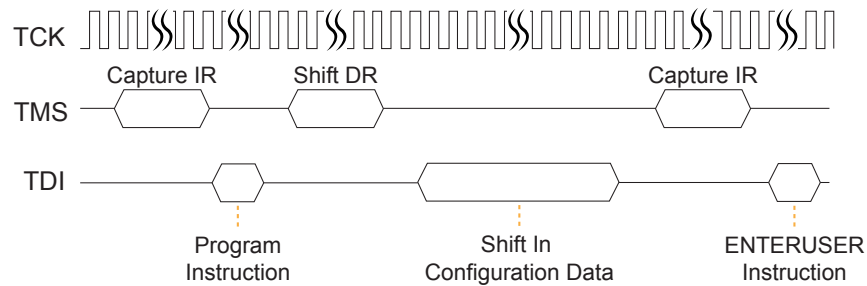 TCK
Capture IR
Shift DR
Capture IR
TMS
TDI
Program
Instruction
Shift In
Configuration Data
ENTERUSER
Instruction